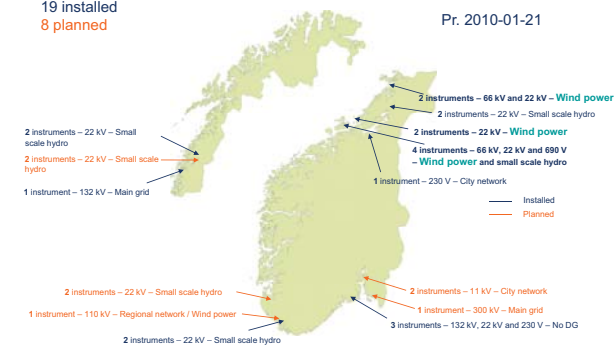 19 installed
8 planned
Pr. 2010-01-21
2 instruments – 66 kV and 22 kV – Wind power
2 instruments – 22 kV – Small scale hydro
2 instruments – 22 kV – Wind power
4 instruments – 66 kV, 22 kV and 690 V
– Wind power and small scale hydro
1 instrument – 230 V – City network
2 instruments – 22 kV – Small
scale hydro
2 instruments – 22 kV – Small scale
hydro
1 instrument – 132 kV – Main grid
Installed
Planned
2 instruments – 22 kV – Small scale hydro
1 instrument – 110 kV – Regional network / Wind power
2 instruments – 22 kV – Small scale hydro
2 instruments – 11 kV – City network
1 instrument – 300 kV – Main grid
3 instruments – 132 kV, 22 kV and 230 V – No DG